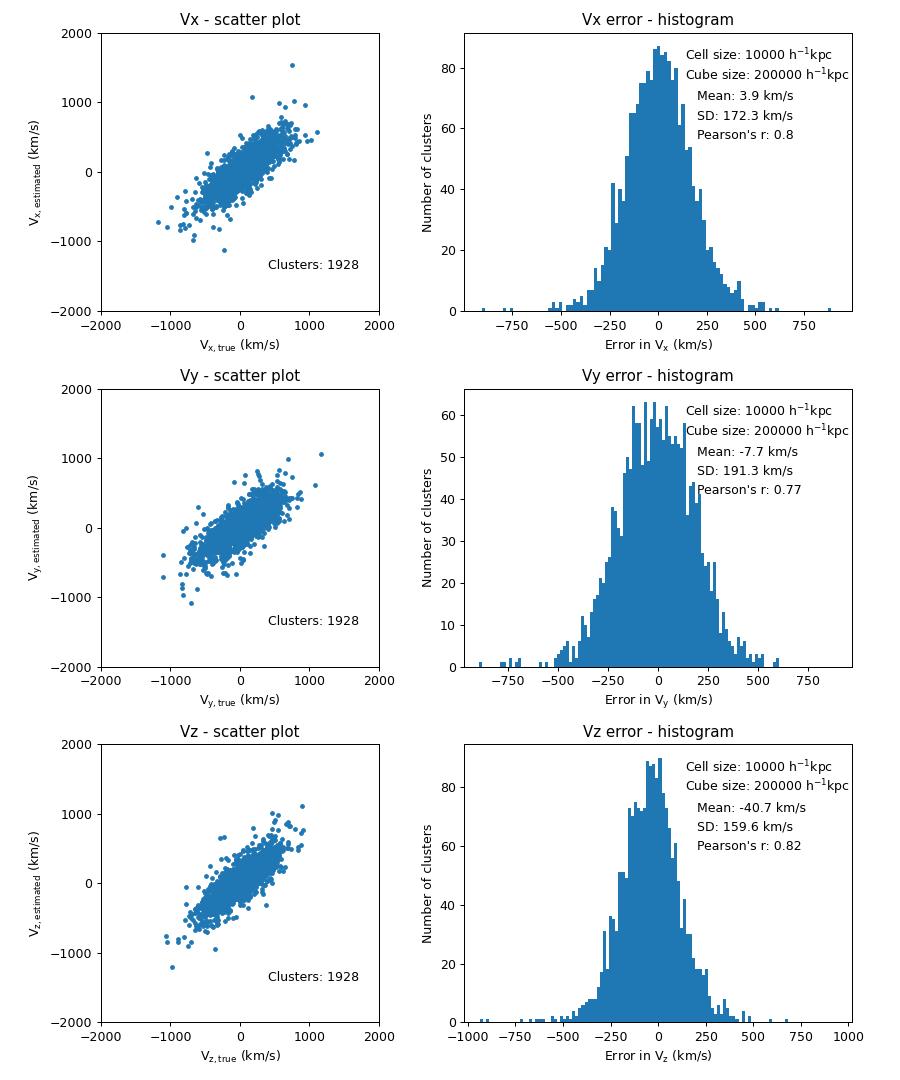 Vx - scatter plot
2000
1000
0
−1000
−2000
−2000 −1000 0 1000 2000
Vx, estimated (km/s)
Vx, true (km/s)
Clusters: 1928
Vx error - histogram
Cell size: 10000 h−1kpc
Cube size: 200000 h−1kpc
Mean: 3.9 km/s
SD: 172.3 km/s
Pearson's r: 0.8
80
60
40
20
0
−750 −500 −250 0 250 500 750
Number of clusters
Error in Vx (km/s)
Vy - scatter plot
2000
1000
0
−1000
−2000
−2000 −1000 0 1000 2000
Vy, estimated (km/s)
Vy, true (km/s)
Clusters: 1928
Vy error - histogram
Cell size: 10000 h−1kpc
Cube size: 200000 h−1kpc
Mean: -7.7 km/s
SD: 191.3 km/s
Pearson's r: 0.77
60
50
40
30
20
10
0
−750 −500 −250 0 250 500 750
Number of clusters
Error in Vy (km/s)
Vz - scatter plot
2000
1000
0
−1000
−2000
−2000 −1000 0 1000 2000
Vz, estimated (km/s)
Vz, true (km/s)
Clusters: 1928
Vz error - histogram
Cell size: 10000 h−1kpc
Cube size: 200000 h−1kpc
Mean: -40.7 km/s
SD: 159.6 km/s
Pearson's r: 0.82
80
60
40
20
0
−1000 −750 −500 −250 0 250 500 750 1000
Number of clusters
Error in Vz (km/s)